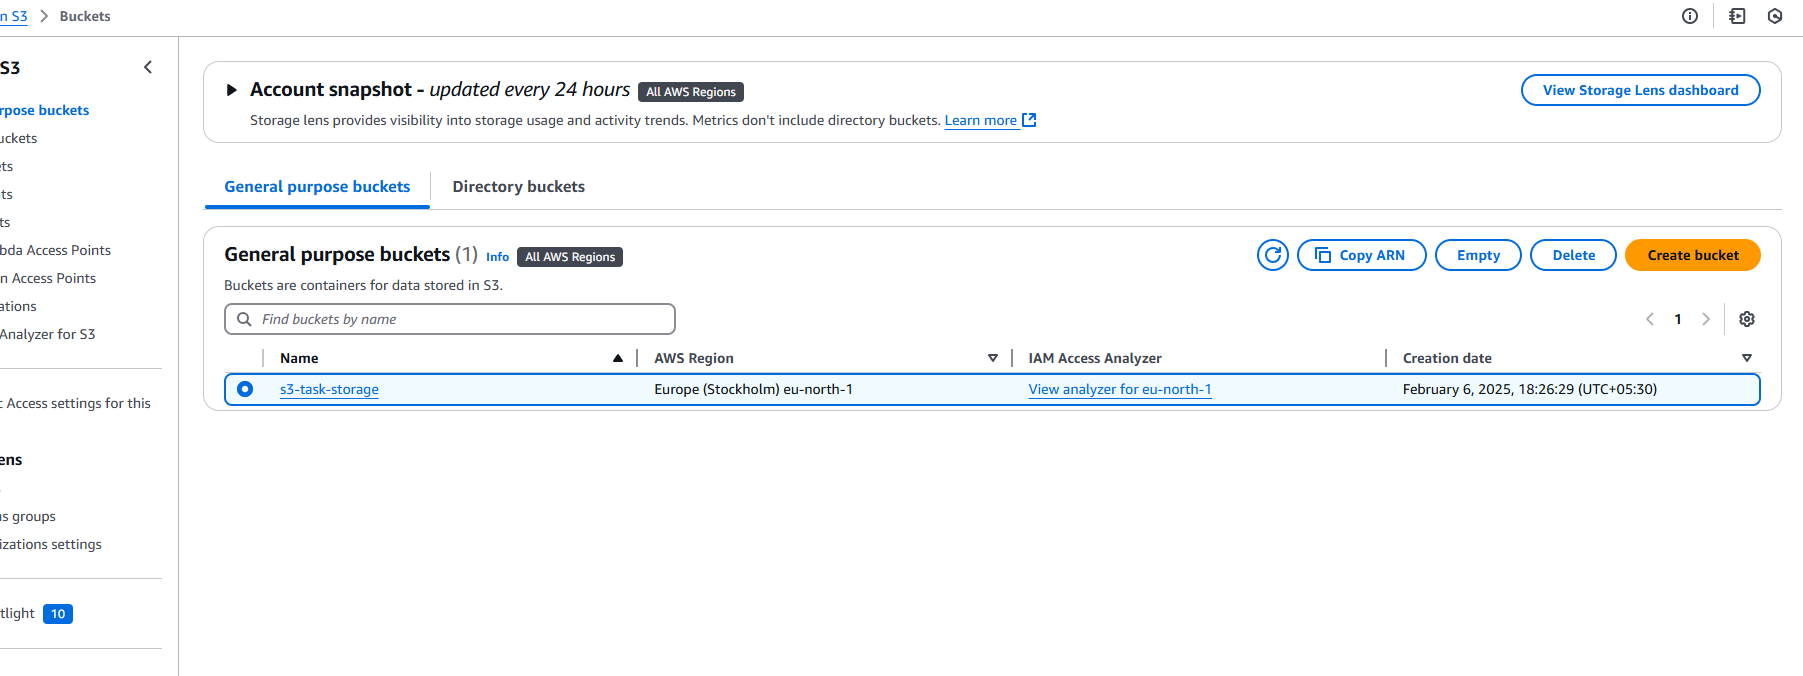 n S3 > Buckets
S3
rpose buckets
uckets
ts
ts
ts
bda Access Points
n Access Points
ations
Analyzer for S3
c Access settings for this
ens
s groups
izations settings
tlight 10
Account snapshot - updated every 24 hours All AWS Regions
View Storage Lens dashboard
Storage lens provides visibility into storage usage and activity trends. Metrics don't include directory buckets. Learn more
General purpose buckets Directory buckets
General purpose buckets (1) Info All AWS Regions
Copy ARN Empty Delete Create bucket
Buckets are containers for data stored in S3.
Find buckets by name
1
Name AWS Region IAM Access Analyzer Creation date
s3-task-storage Europe (Stockholm) eu-north-1 View analyzer for eu-north-1 February 6, 2025, 18:26:29 (UTC+05:30)